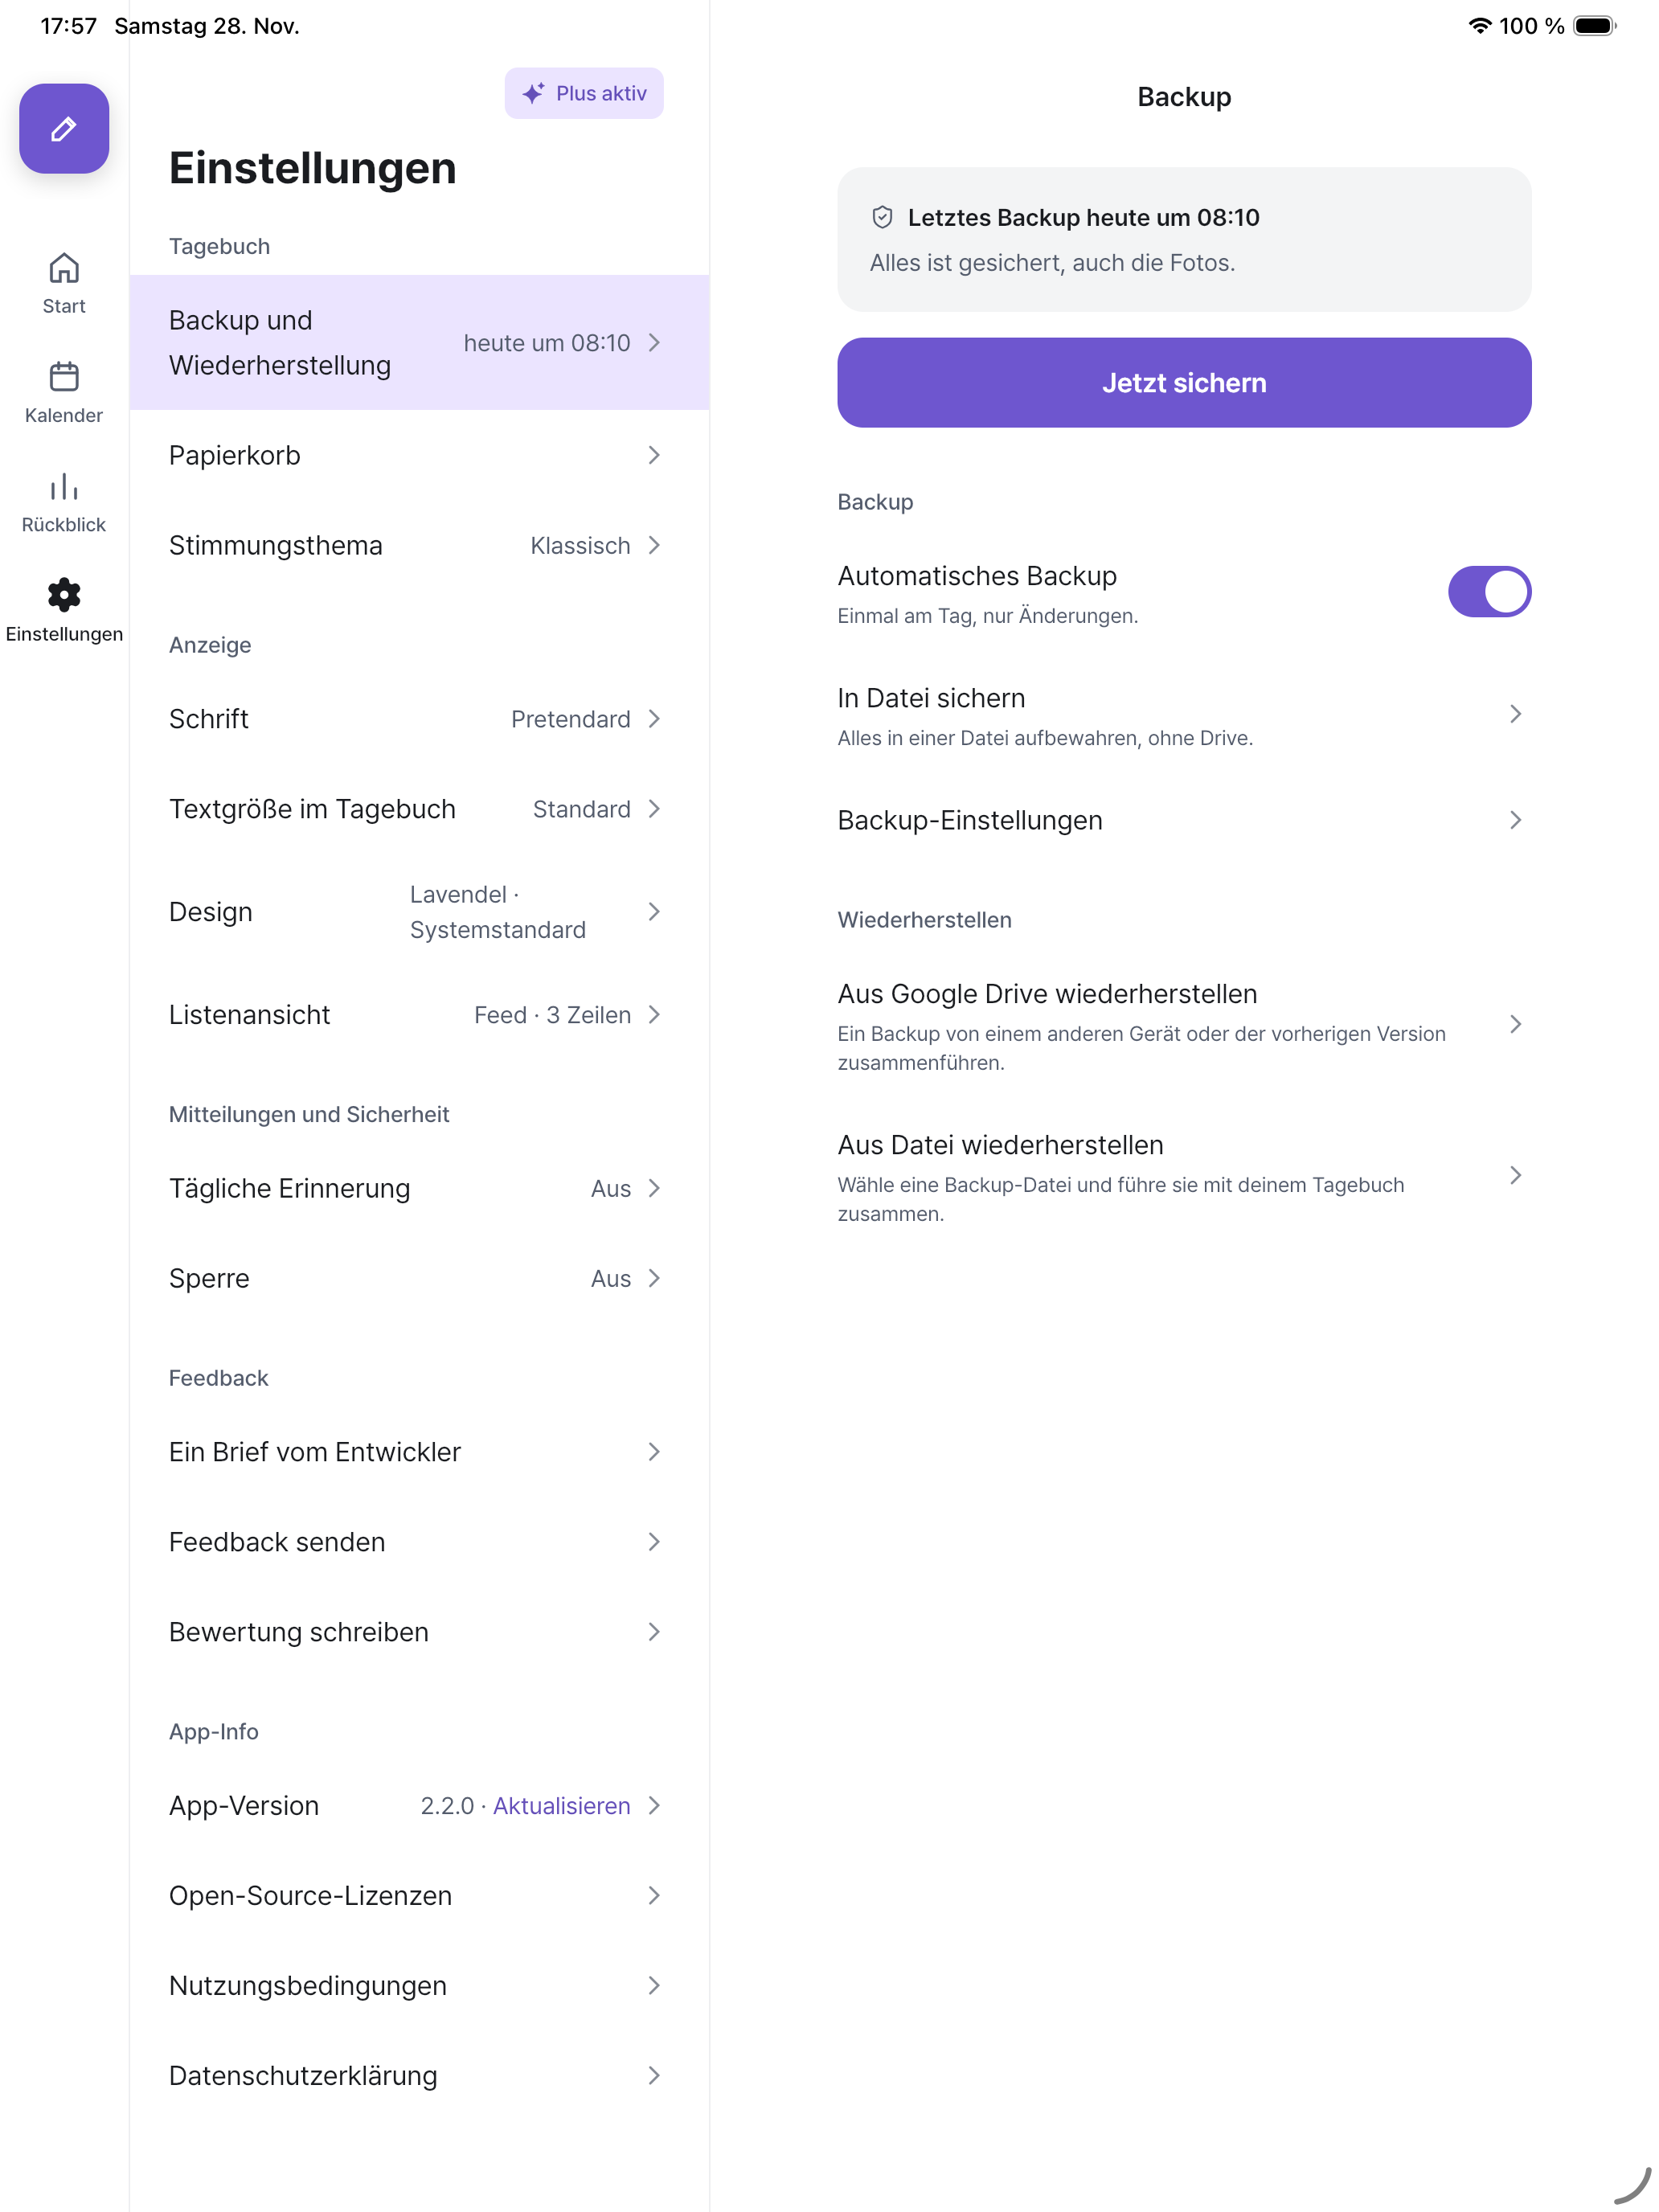 17:57 Samstag 28. Nov.
100 %
Start
Kalender
Rückblick
Einstellungen
Plus aktiv
Einstellungen
Tagebuch
Backup und
Wiederherstellung
heute um 08:10
Papierkorb
Stimmungsthema
Klassisch
Anzeige
Schrift
Pretendard
Textgröße im Tagebuch
Standard
Design
Lavendel ·
Systemstandard
Listenansicht
Feed · 3 Zeilen
Mitteilungen und Sicherheit
Tägliche Erinnerung
Aus
Sperre
Aus
Feedback
Ein Brief vom Entwickler
Feedback senden
Bewertung schreiben
App-Info
App-Version
2.2.0 · Aktualisieren
Open-Source-Lizenzen
Nutzungsbedingungen
Datenschutzerklärung
Backup
Letztes Backup heute um 08:10
Alles ist gesichert, auch die Fotos.
Jetzt sichern
Backup
Automatisches Backup
Einmal am Tag, nur Änderungen.
In Datei sichern
Alles in einer Datei aufbewahren, ohne Drive.
Backup-Einstellungen
Wiederherstellen
Aus Google Drive wiederherstellen
Ein Backup von einem anderen Gerät oder der vorherigen Version
zusammenführen.
Aus Datei wiederherstellen
Wähle eine Backup-Datei und führe sie mit deinem Tagebuch
zusammen.